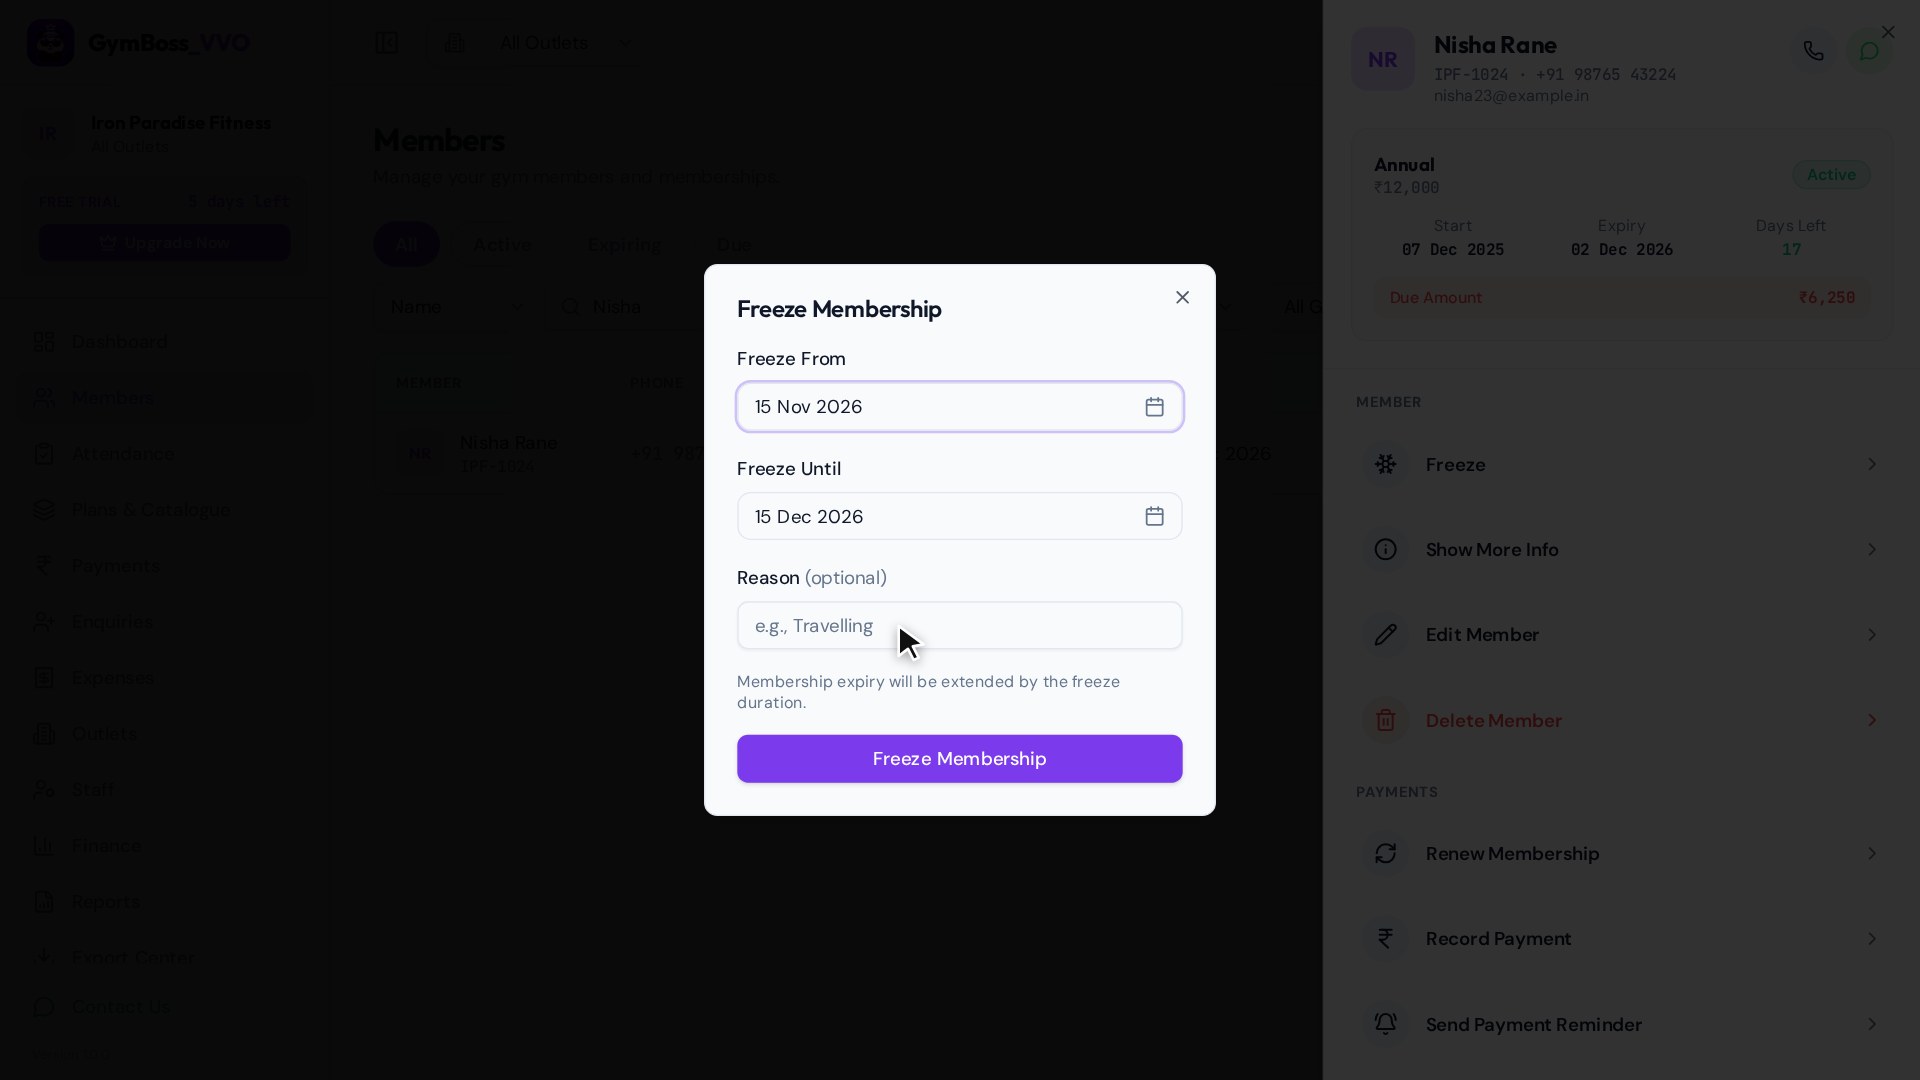 GymBoss_VVO
IR
Iron Paradise Fitness
All Outlets
FREE TRIAL
5 days left
Upgrade Now
Dashboard
Members
Attendance
Plans & Catalogue
Payments
Enquiries
Expenses
Outlets
Staff
Finance
Reports
Export Center
Contact Us
All Outlets
Members
Manage your gym members and memberships
All
Active
Expiring
Due
Name
Nisha
All G
MEMBER
PHONE
NR
Nisha Rane
IPF-1024
+91 987
2026
Freeze Membership
Freeze From
15 Nov 2026
Freeze Until
15 Dec 2026
Reason (optional)
e.g., Travelling
Membership expiry will be extended by the freeze
duration.
Freeze Membership
NR
Nisha Rane
IPF-1024 · +91 98765 43224
nisha23@example.in
Annual
₹12,000
Active
Start
Expiry
Days Left
07 Dec 2025
02 Dec 2026
17
Due Amount
₹6,250
MEMBER
Freeze
Show More Info
Edit Member
Delete Member
PAYMENTS
Renew Membership
Record Payment
Send Payment Reminder